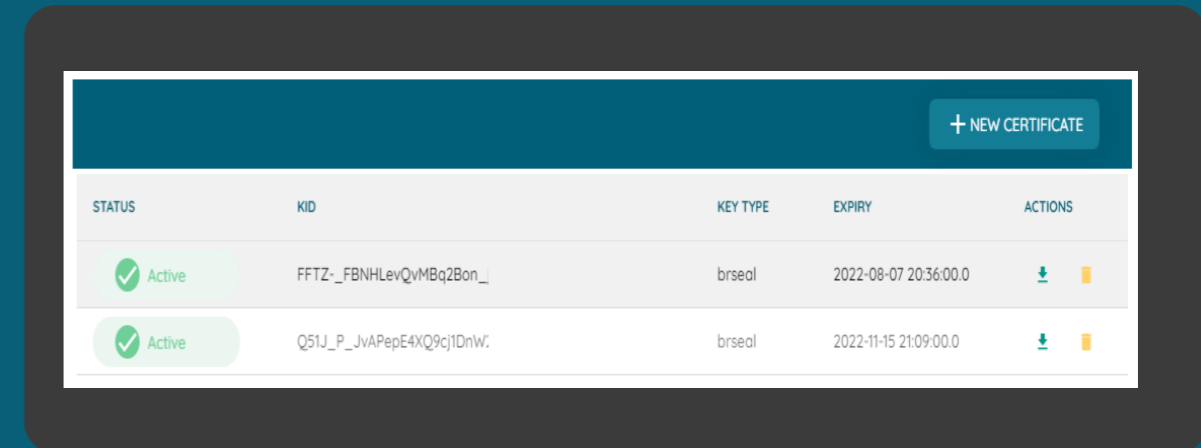 + NEW CERTIFICATE
STATUS KID KEY TYPE EXPIRY ACTIONS
Active FFTZ-_FBNHLevQvMBq2Bon_ brseal 2022-08-07 20:36:00.0
Active Q51J_P_JvAPepE4XQ9cj1DnW brseal 2022-11-15 21:09:00.0